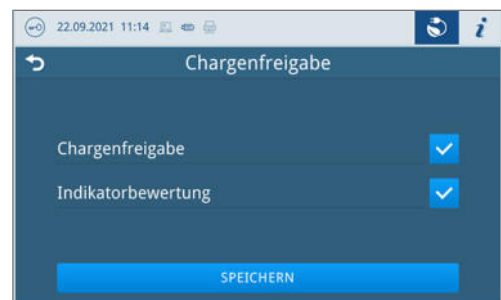 22.09.2021 11:14
i
Chargenfreigabe
Chargenfreigabe
Indikatorbewertung
SPEICHERN